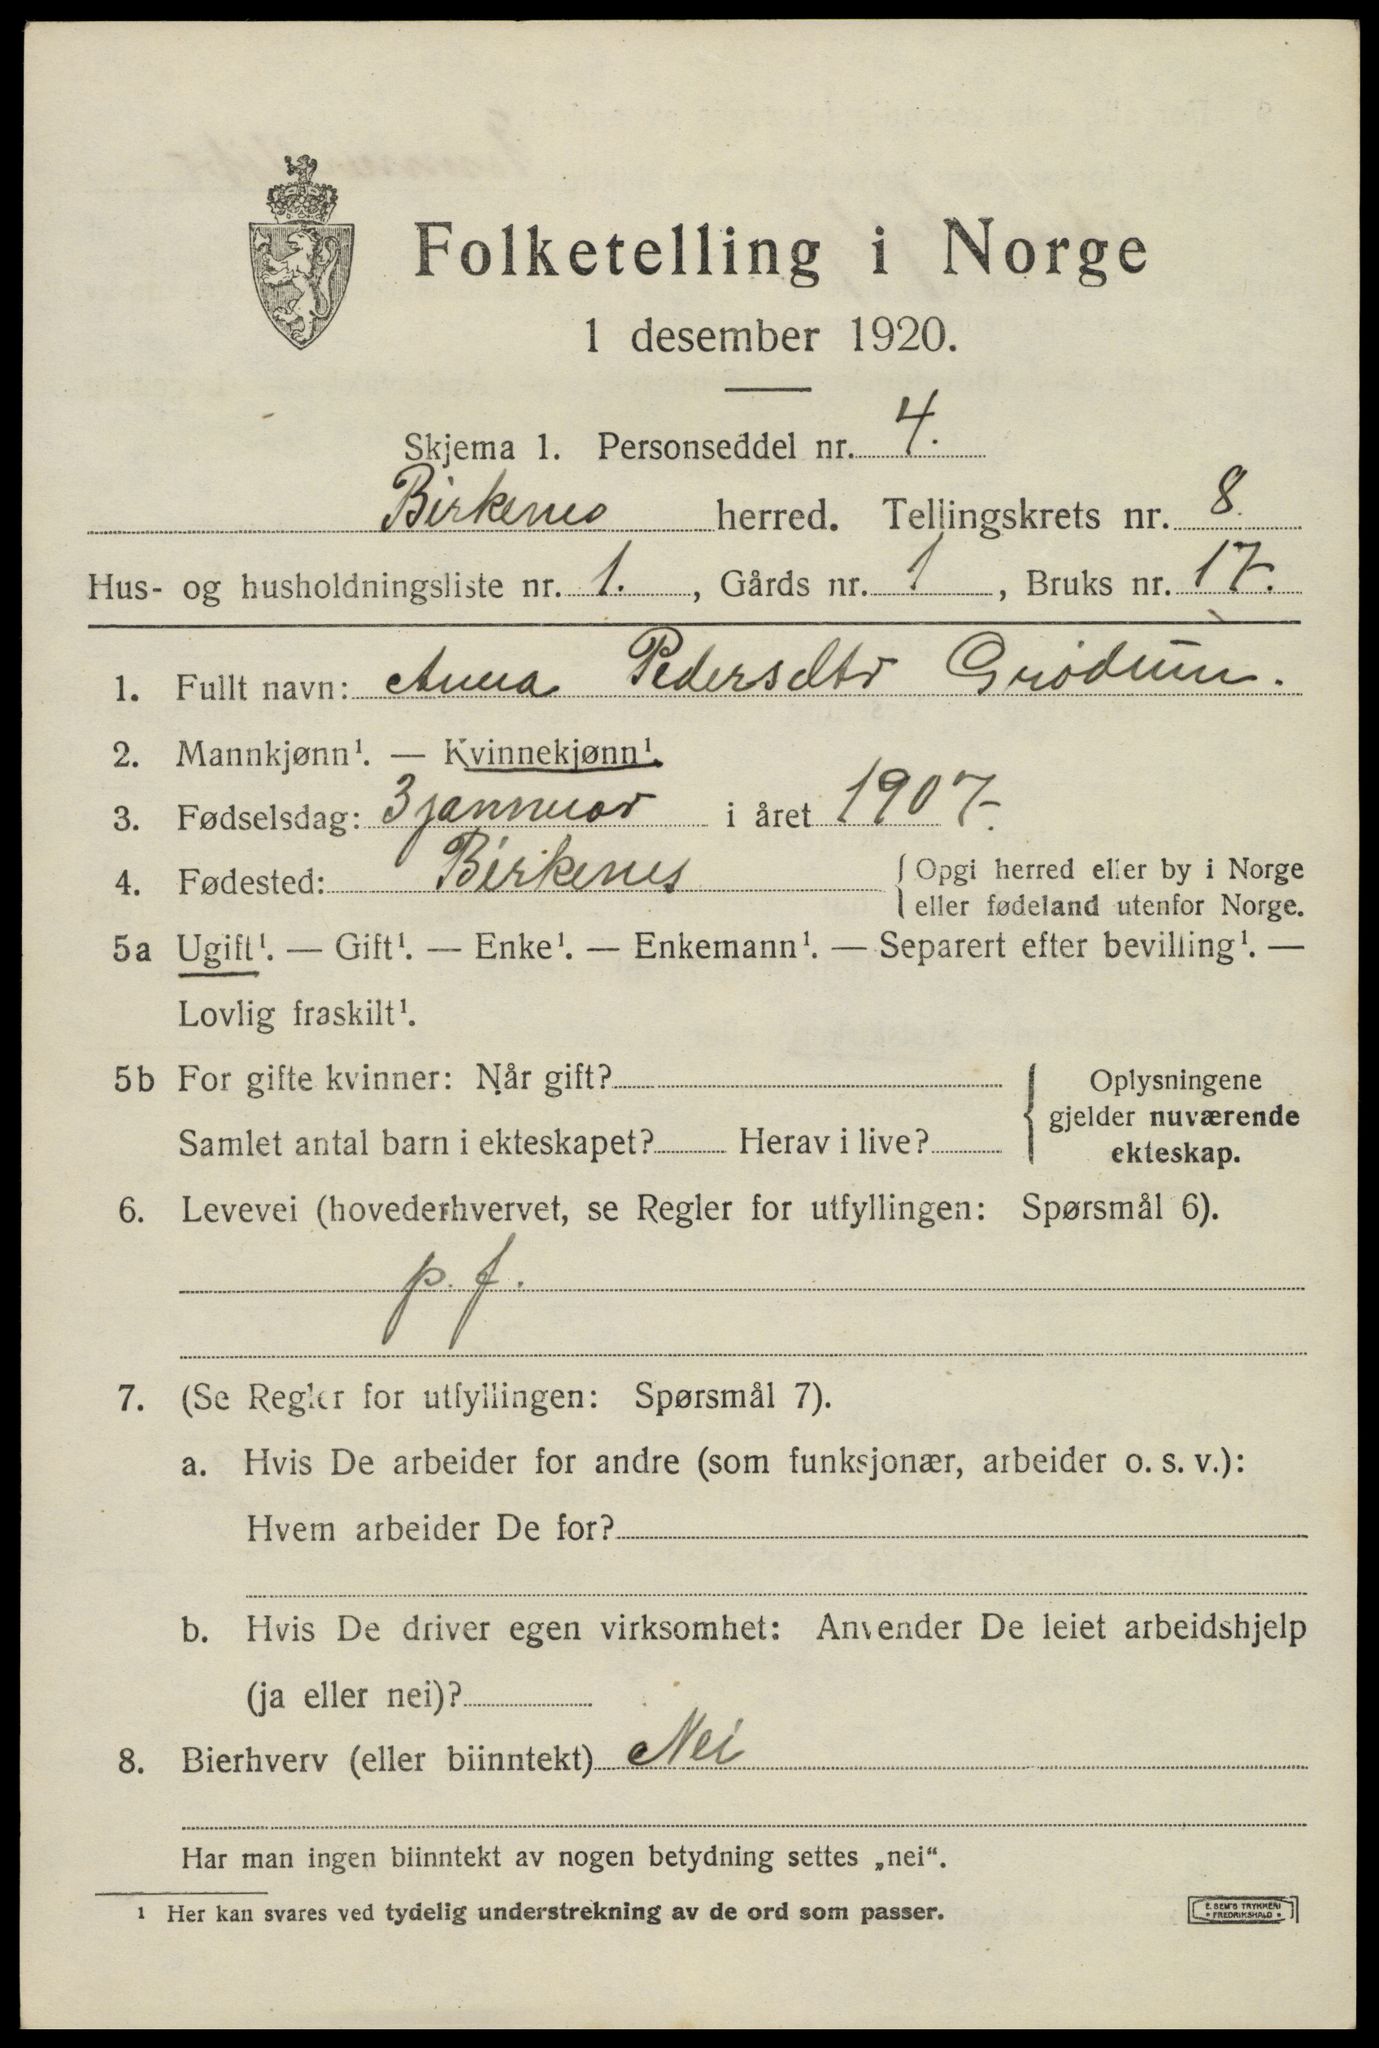 Folketelling i Norge
1 desember 1920.
Skjema 1. Personseddel nr. 4.
Birkenes herred. Tellingskrets nr. 8.
Hus- og husholdningsliste nr. 1. , Gårds nr. 1 , Bruks nr. 17.
1. Fullt navn: Anna Pedersdtr Grødum.
2. Mannkjønn¹. — Kvinnekjønn¹.
3. Fødselsdag: 3 jannuar i året 1907.
4. Fødested: Birkenes { Opgi herred eller by i Norge
eller fødeland utenfor Norge.
5a Ugift¹. — Gift¹. — Enke¹. — Enkemann¹. — Separert efter bevilling¹. —
Lovlig fraskilt¹.
5b For gifte kvinner: Når gift?
Samlet antal barn i ekteskapet? Herav i live?
{ Oplysningene
gjelder nuværende
ekteskap.
6. Levevei (hovederhvervet, se Regler for utfyllingen: Spørsmål 6).
p. f.
7. (Se Regler for utfyllingen: Spørsmål 7).
a. Hvis De arbeider for andre (som funksjonær, arbeider o. s. v.):
Hvem arbeider De for?
b. Hvis De driver egen virksomhet: Anvender De leiet arbeidshjelp
(ja eller nei)?
8. Bierhverv (eller biinntekt) Nei
Har man ingen biinntekt av nogen betydning settes „nei“.
¹ Her kan svares ved tydelig understrekning av de ord som passer.
E. SEM'S TRYKKERI
* FREDRIKSHALD *